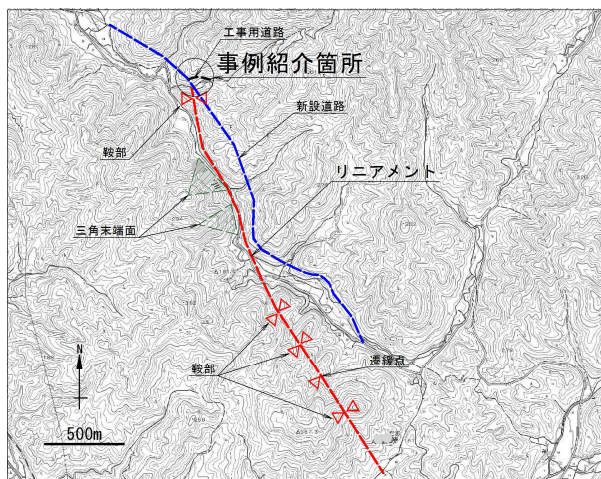 工事用道路
事例紹介箇所
新設道路
鞍部
リニアメント
三角末端面
鞍部
遷緩点
N
500m